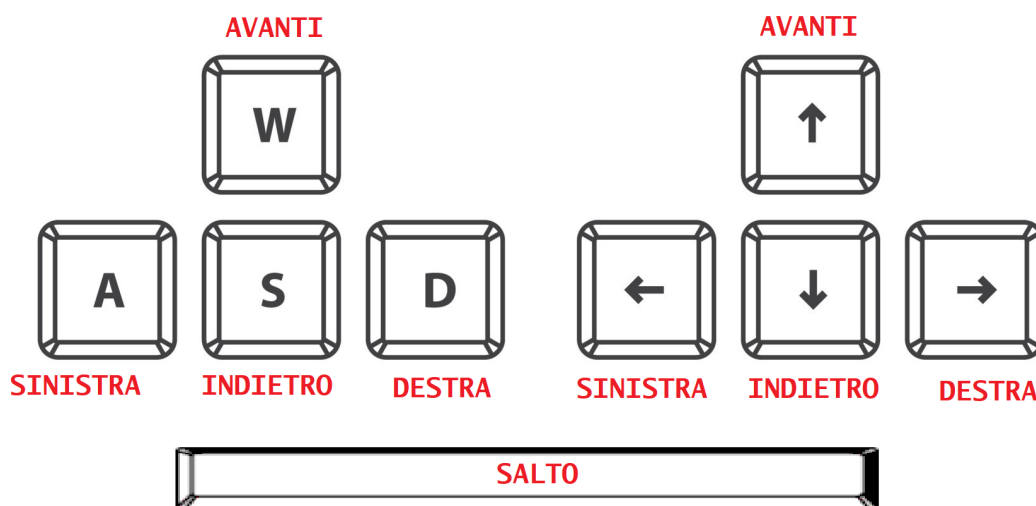 AVANTI AVANTI
W ↑
A S D ← ↓ →
SINISTRA INDIETRO DESTRA SINISTRA INDIETRO DESTRA
SALTO